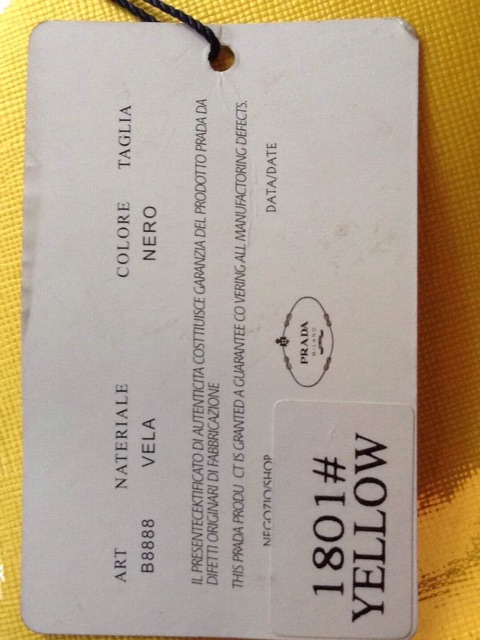 ART NATERIALE COLORE TAGLIA
B8888 VELA NERO
IL PRESENTECEKTIFICATO DI AUTENTICITA COSTTIUISCE GARANZIA DEL PRODOTTO PRADA DA
DIFETTI ORIGINARI DI FABBRICAZIONE
THIS PRADA PRODU CT IS GRANTED A GUARANTEE CO VERING ALL MANUFACTORING DEFECTS.
NEGOZIO/SHOP DATA/DATE
PRADA
MILANO
1801#
YELLOW